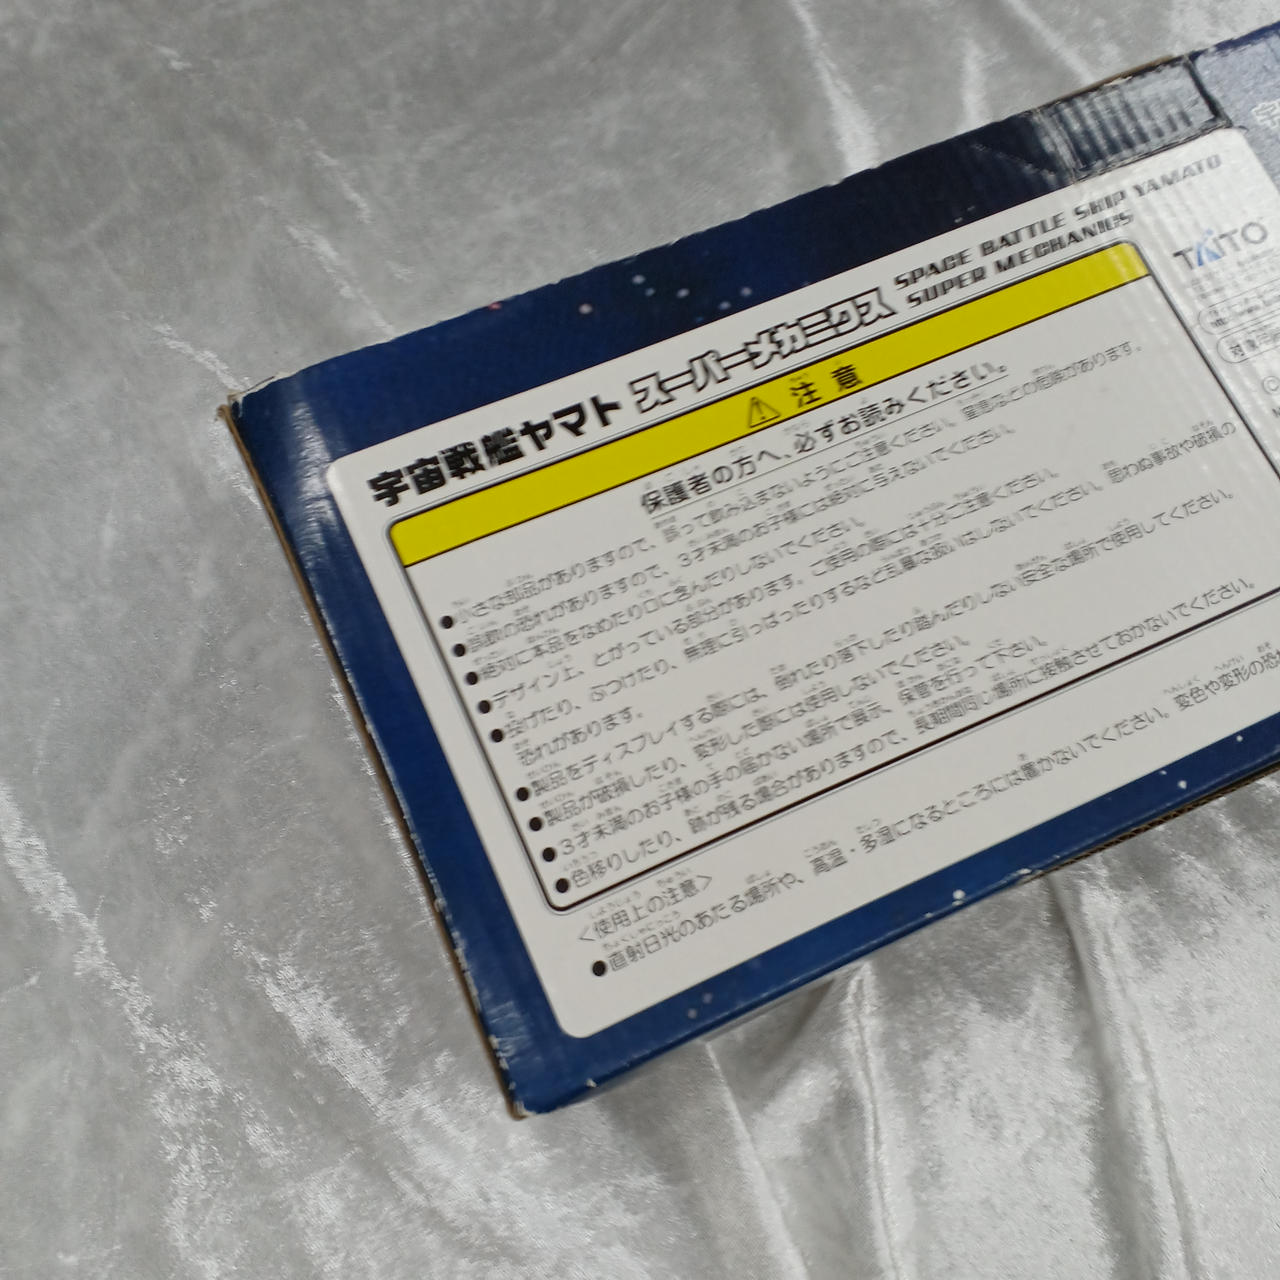 宇宙戦艦ヤマト スーパーメカニクス SPACE BATTLE SHIP YAMATO SUPER MECHANICS
⚠ 注意
保護者の方へ、必ずお読みください。
●小さな部品がありますので、誤って飲み込まないようにご注意ください。窒息などの危険があります。
●誤飲の恐れがありますので、3才未満のお子様には絶対に与えないでください。
●絶対に本品をなめたり口に含んだりしないでください。
●デザイン上、とがっている部分があります。ご使用の際には十分ご注意ください。
●投げたり、ぶつけたり、無理に引っぱったりするなど乱暴な扱いはしないでください。思わぬ事故や破損の
恐れがあります。
●製品をディスプレイする際には、倒れたり落下したり踏んだりしない安全な場所で使用してください。
●製品が破損したり、変形した際には使用しないでください。
●3才未満のお子様の手の届かない場所で展示、保管を行って下さい。
●色移りしたり、跡が残る場合がありますので、長期間同じ場所に接触させておかないでください。
<使用上の注意>
●直射日光のあたる場所や、高温・多湿になるところには置かないでください。変色や変形の恐
TAITO
対象